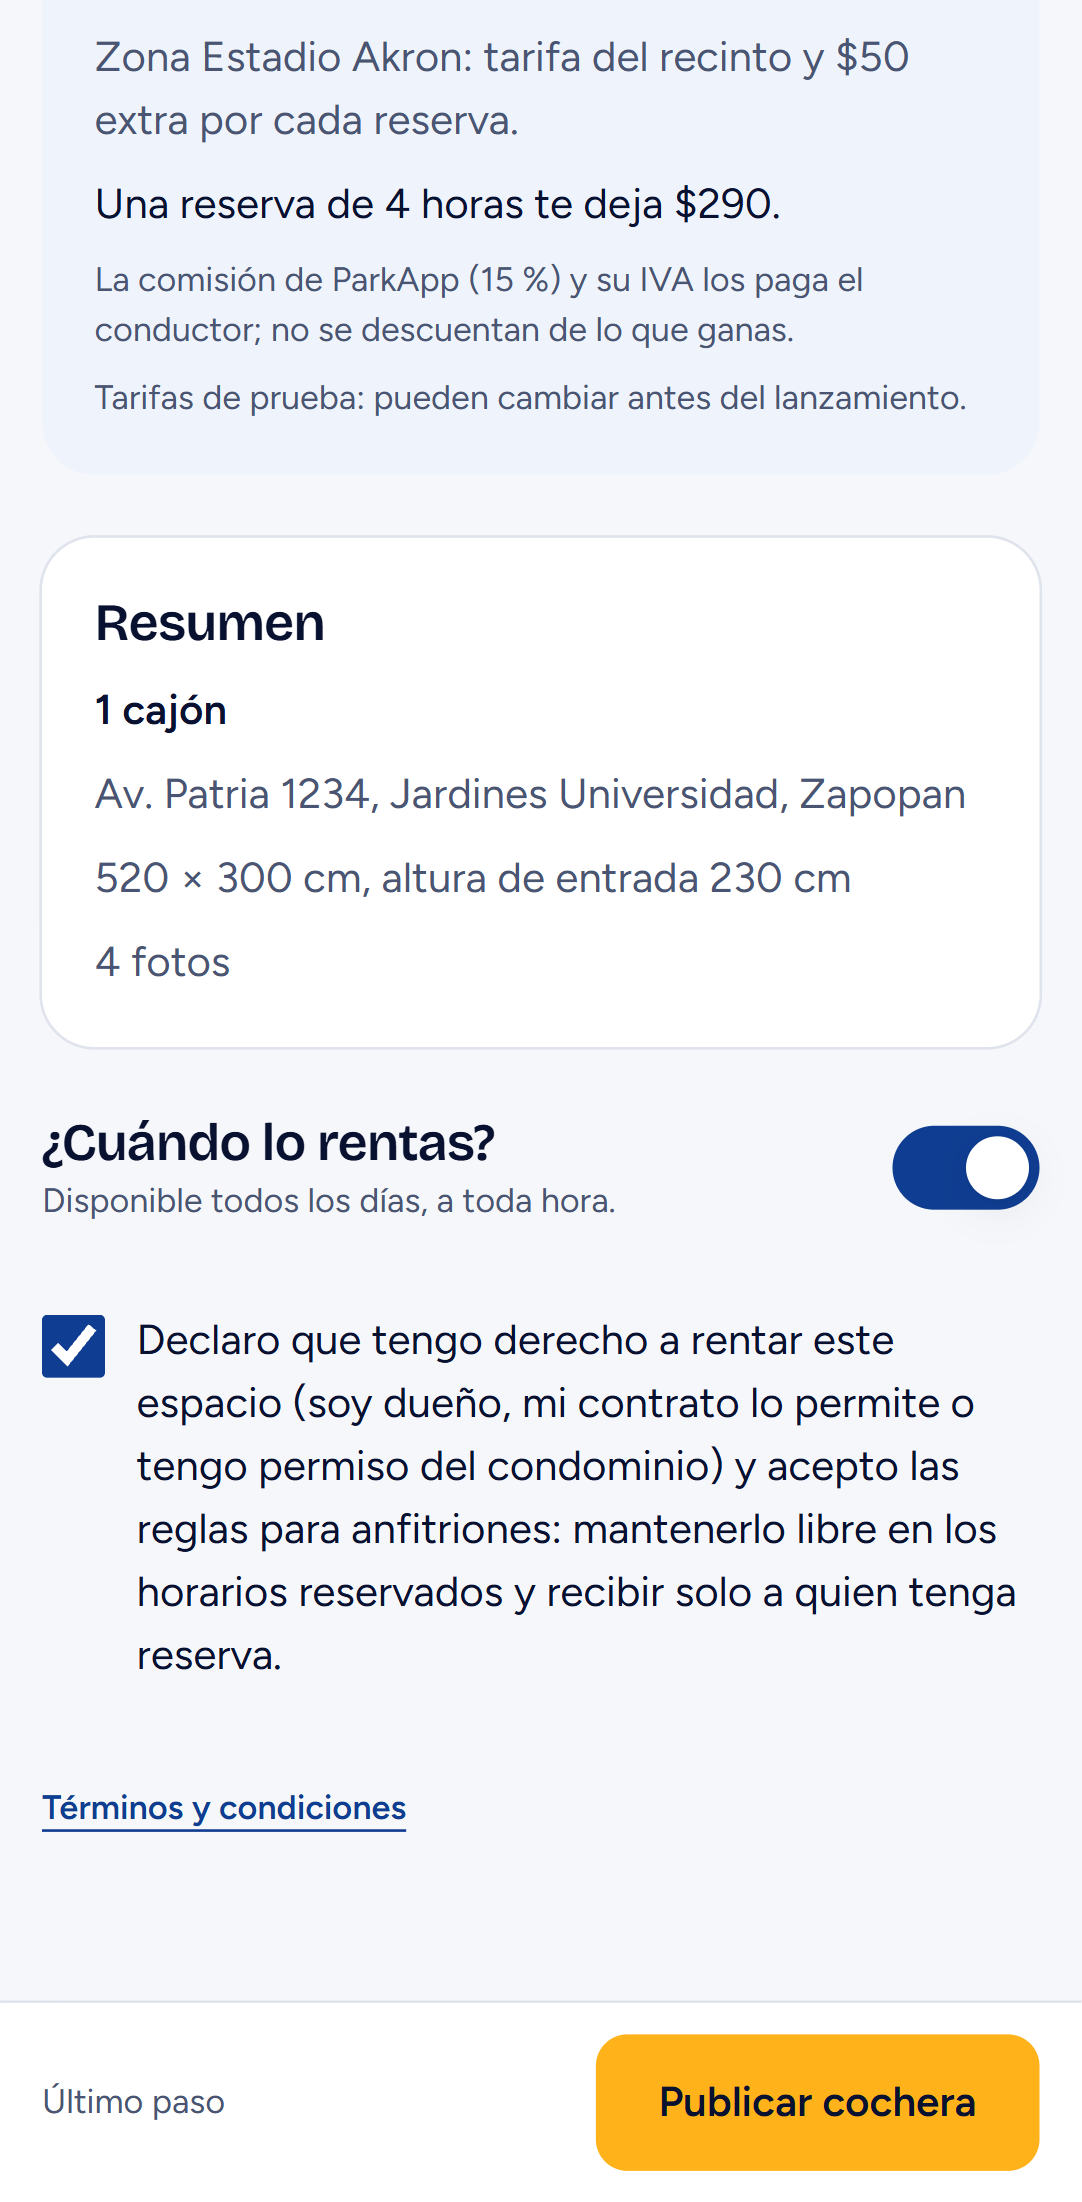 Zona Estadio Akron: tarifa del recinto y $50
extra por cada reserva.
Una reserva de 4 horas te deja $290.
La comisión de ParkApp (15 %) y su IVA los paga el
conductor; no se descuentan de lo que ganas.
Tarifas de prueba: pueden cambiar antes del lanzamiento.
Resumen
1 cajón
Av. Patria 1234, Jardines Universidad, Zapopan
520 × 300 cm, altura de entrada 230 cm
4 fotos
¿Cuándo lo rentas?
Disponible todos los días, a toda hora.
Declaro que tengo derecho a rentar este
espacio (soy dueño, mi contrato lo permite o
tengo permiso del condominio) y acepto las
reglas para anfitriones: mantenerlo libre en los
horarios reservados y recibir solo a quien tenga
reserva.
Términos y condiciones
Último paso
Publicar cochera